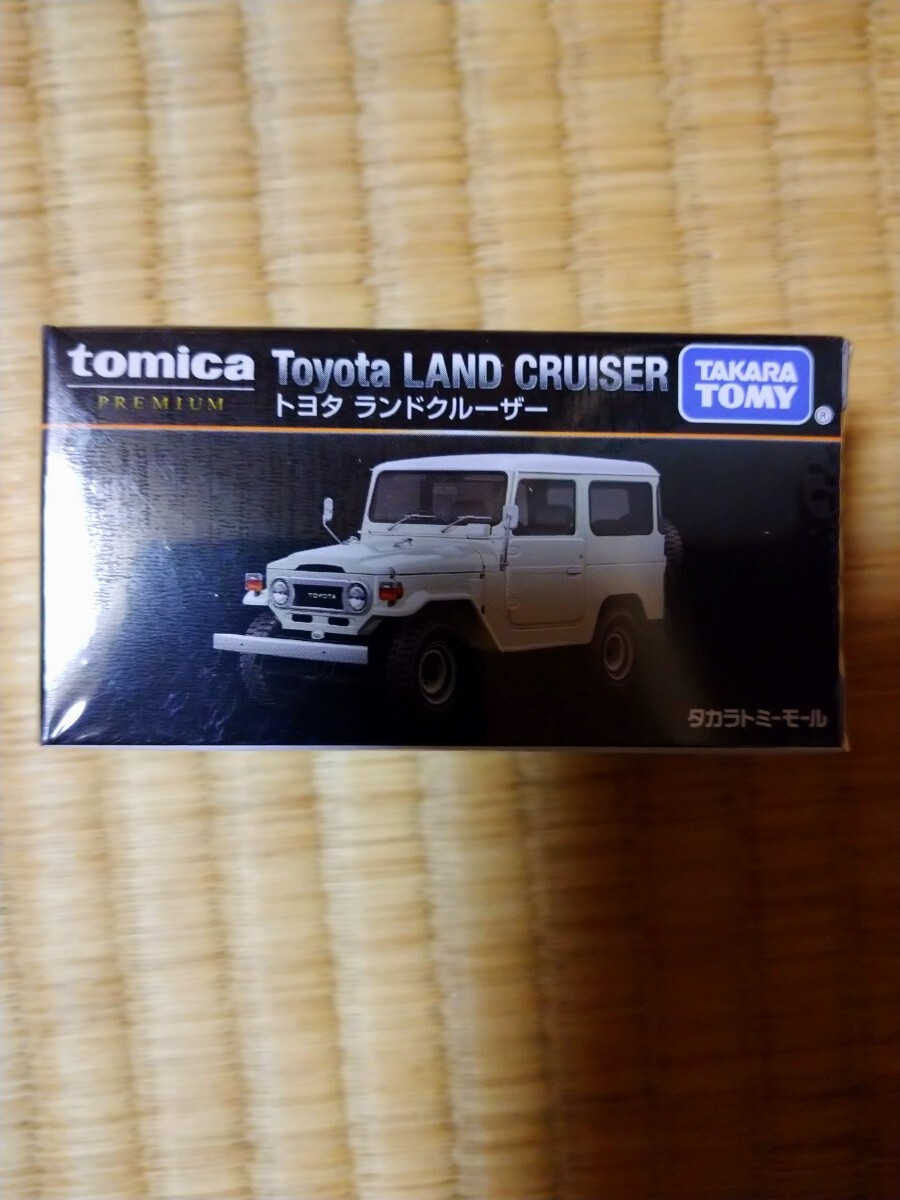 tomica
PREMIUM
Toyota LAND CRUISER
トヨタ ランドクルーザー
TAKARA
TOMY
®
TOYOTA
タカラトミーモール